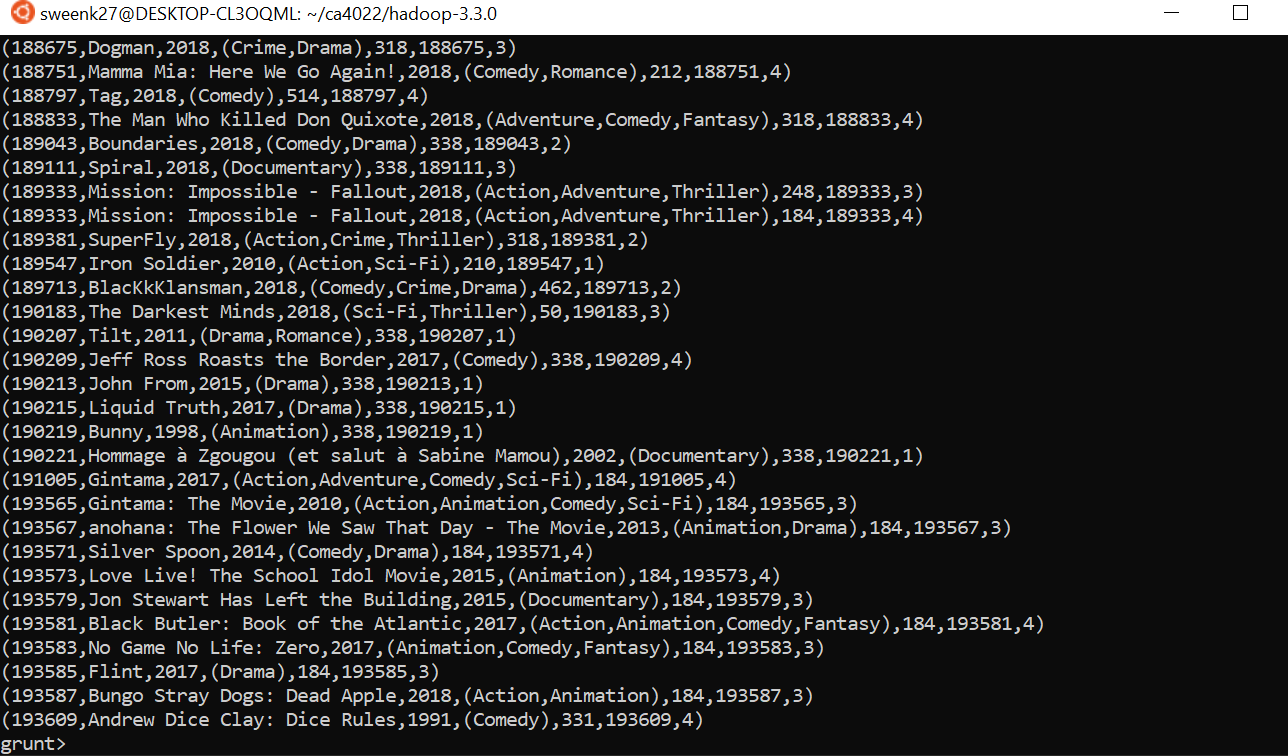 sweenk27@DESKTOP-CL3OQML: ~/ca4022/hadoop-3.3.0
(188675,Dogman,2018,(Crime,Drama),318,188675,3)
(188751,Mamma Mia: Here We Go Again!,2018,(Comedy,Romance),212,188751,4)
(188797,Tag,2018,(Comedy),514,188797,4)
(188833,The Man Who Killed Don Quixote,2018,(Adventure,Comedy,Fantasy),318,188833,4)
(189043,Boundaries,2018,(Comedy,Drama),338,189043,2)
(189111,Spiral,2018,(Documentary),338,189111,3)
(189333,Mission: Impossible - Fallout,2018,(Action,Adventure,Thriller),248,189333,3)
(189333,Mission: Impossible - Fallout,2018,(Action,Adventure,Thriller),184,189333,4)
(189381,SuperFly,2018,(Action,Crime,Thriller),318,189381,2)
(189547,Iron Soldier,2010,(Action,Sci-Fi),210,189547,1)
(189713,BlacKkKlansman,2018,(Comedy,Crime,Drama),462,189713,2)
(190183,The Darkest Minds,2018,(Sci-Fi,Thriller),50,190183,3)
(190207,Tilt,2011,(Drama,Romance),338,190207,1)
(190209,Jeff Ross Roasts the Border,2017,(Comedy),338,190209,4)
(190213,John From,2015,(Drama),338,190213,1)
(190215,Liquid Truth,2017,(Drama),338,190215,1)
(190219,Bunny,1998,(Animation),338,190219,1)
(190221,Hommage à Zgougou (et salut à Sabine Mamou),2002,(Documentary),338,190221,1)
(191005,Gintama,2017,(Action,Adventure,Comedy,Sci-Fi),184,191005,4)
(193565,Gintama: The Movie,2010,(Action,Animation,Comedy,Sci-Fi),184,193565,3)
(193567,anohana: The Flower We Saw That Day - The Movie,2013,(Animation,Drama),184,193567,3)
(193571,Silver Spoon,2014,(Comedy,Drama),184,193571,4)
(193573,Love Live! The School Idol Movie,2015,(Animation),184,193573,4)
(193579,Jon Stewart Has Left the Building,2015,(Documentary),184,193579,3)
(193581,Black Butler: Book of the Atlantic,2017,(Action,Animation,Comedy,Fantasy),184,193581,4)
(193583,No Game No Life: Zero,2017,(Animation,Comedy,Fantasy),184,193583,3)
(193585,Flint,2017,(Drama),184,193585,3)
(193587,Bungo Stray Dogs: Dead Apple,2018,(Action,Animation),184,193587,3)
(193609,Andrew Dice Clay: Dice Rules,1991,(Comedy),331,193609,4)
grunt>